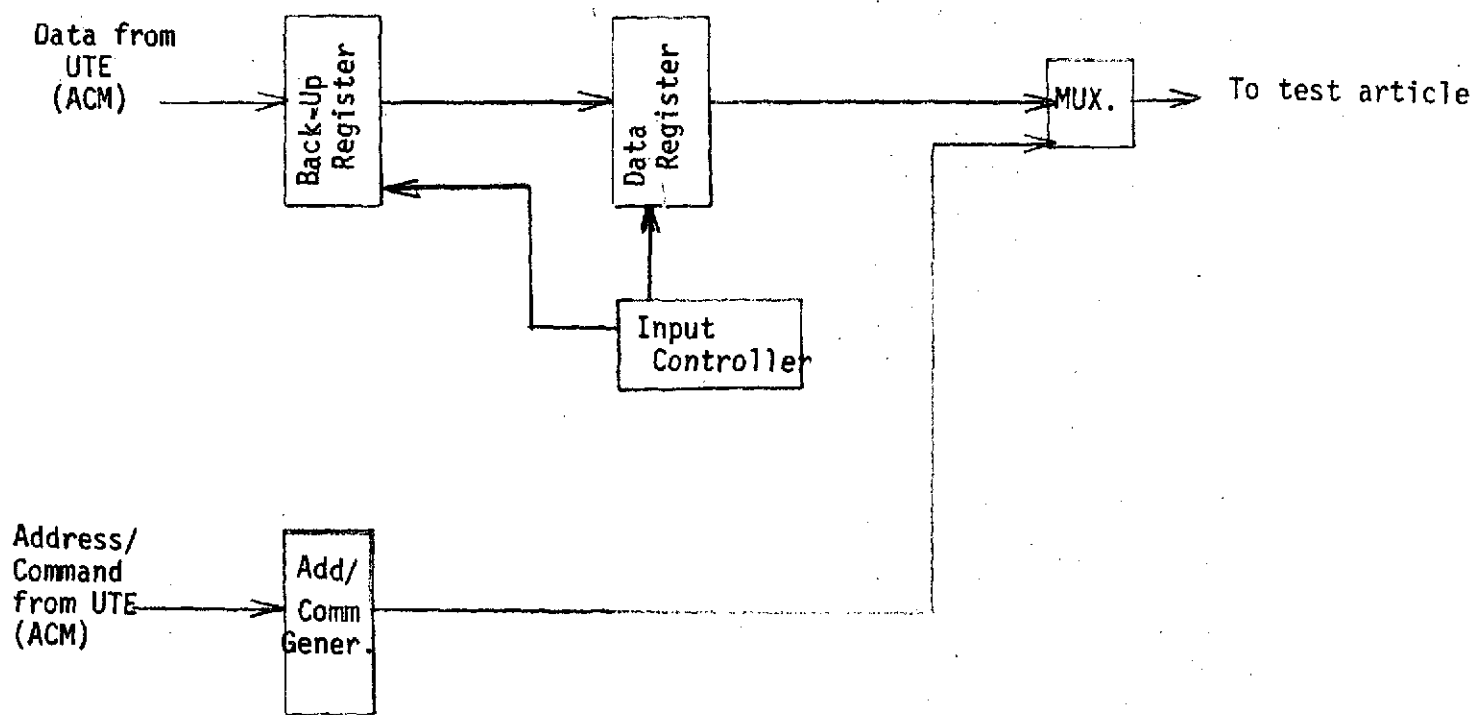 Data from
UTE
(ACM)
Back-Up
Register
Data
Register
MUX.
To test article
Input
Controller
Address/
Command
from UTE
(ACM)
Add/
Comm
Gener.